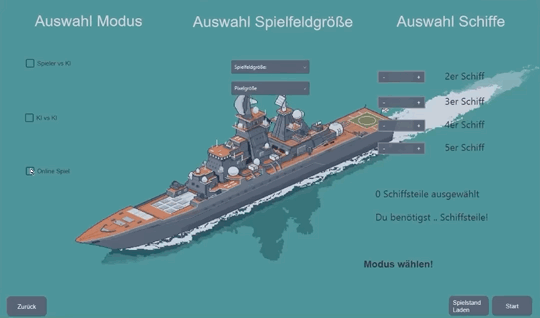 Auswahl Modus
Auswahl Spielfeldgröße
Auswahl Schiffe
Spieler vs KI
KI vs KI
Online Spiel
Spielfeldgröße
Pixelgröße
- + 2er Schiff
- + 3er Schiff
- + 4er Schiff
- + 5er Schiff
0 Schiffsteile ausgewählt
Du benötigst .. Schiffsteile!
Modus wählen!
Zurück
Spielstand
Laden
Start